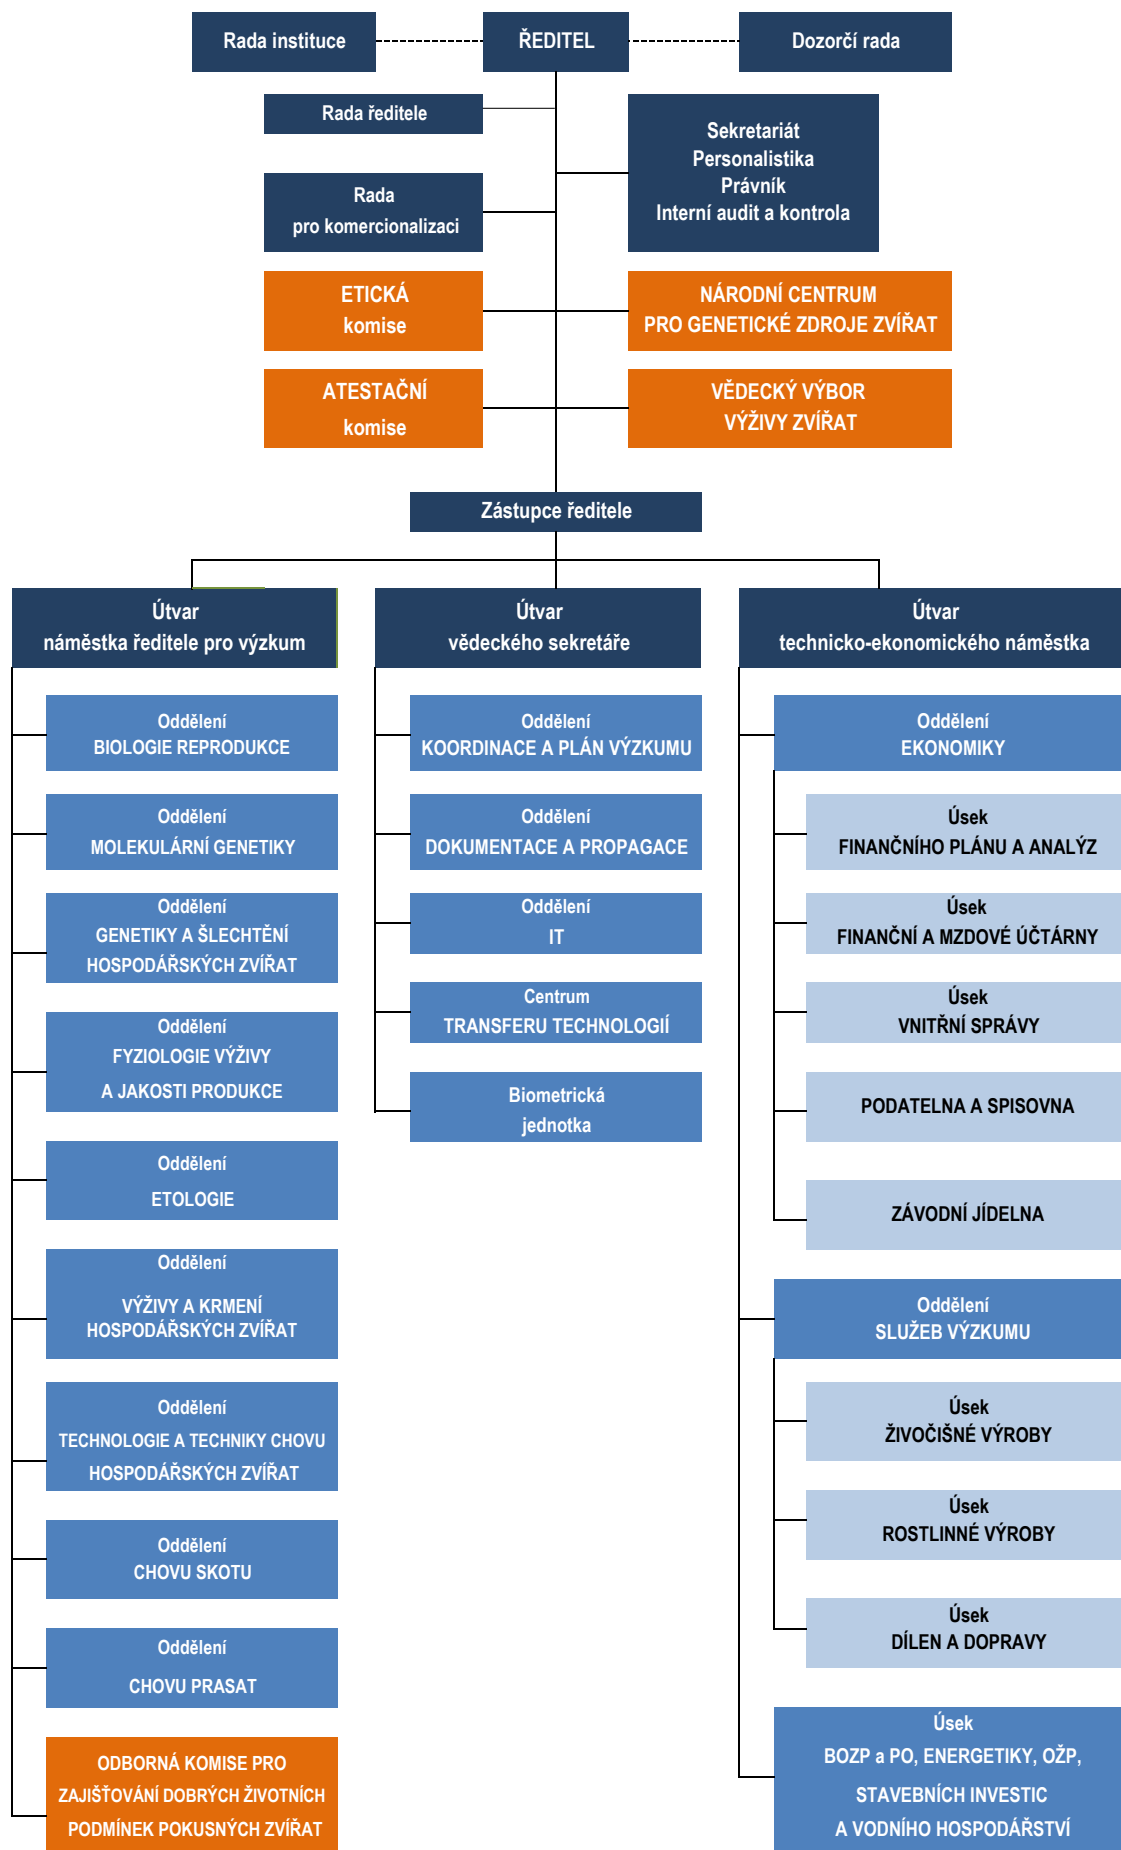 Rada instituce
ŘEDITEL
Dozorčí rada
Rada ředitele
Sekretariát
Personalistika
Právník
Interní audit a kontrola
Rada
pro komercionalizaci
ETICKÁ
komise
NÁRODNÍ CENTRUM
PRO GENETICKÉ ZDROJE ZVÍŘAT
ATESTAČNÍ
komise
VĚDECKÝ VÝBOR
VÝŽIVY ZVÍŘAT
Zástupce ředitele
Útvar
náměstka ředitele pro výzkum
Oddělení
BIOLOGIE REPRODUKCE
Oddělení
MOLEKULÁRNÍ GENETIKY
Oddělení
GENETIKY A ŠLECHTĚNÍ
HOSPODÁŘSKÝCH ZVÍŘAT
Oddělení
FYZIOLOGIE VÝŽIVY
A JAKOSTI PRODUKCE
Oddělení
ETOLOGIE
Oddělení
VÝŽIVY A KRMENÍ
HOSPODÁŘSKÝCH ZVÍŘAT
Oddělení
TECHNOLOGIE A TECHNIKY CHOVU
HOSPODÁŘSKÝCH ZVÍŘAT
Oddělení
CHOVU SKOTU
Oddělení
CHOVU PRASAT
ODBORNÁ KOMISE PRO
ZAJIŠŤOVÁNÍ DOBRÝCH ŽIVOTNÍCH
PODMÍNEK POKUSNÝCH ZVÍŘAT
Útvar
vědeckého sekretáře
Oddělení
KOORDINACE A PLÁN VÝZKUMU
Oddělení
DOKUMENTACE A PROPAGACE
Oddělení
IT
Centrum
TRANSFERU TECHNOLOGIÍ
Biometrická
jednotka
Útvar
technicko-ekonomického náměstka
Oddělení
EKONOMIKY
Úsek
FINANČNÍHO PLÁNU A ANALÝZ
Úsek
FINANČNÍ A MZDOVÉ ÚČTÁRNY
Úsek
VNITŘNÍ SPRÁVY
PODATELNA A SPISOVNA
ZÁVODNÍ JÍDELNA
Oddělení
SLUŽEB VÝZKUMU
Úsek
ŽIVOČIŠNÉ VÝROBY
Úsek
ROSTLINNÉ VÝROBY
Úsek
DÍLEN A DOPRAVY
Úsek
BOZP a PO, ENERGETIKY, OŽP,
STAVEBNÍCH INVESTIC
A VODNÍHO HOSPODÁŘSTVÍ